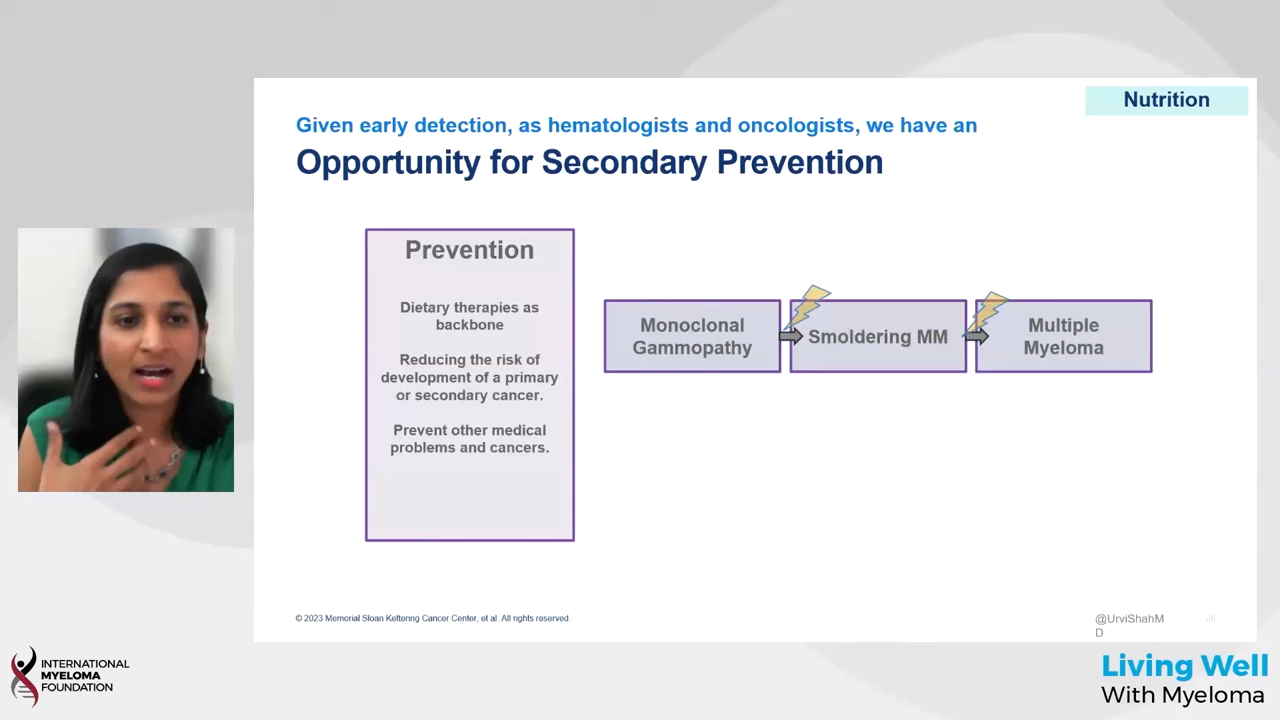 Nutrition
Given early detection, as hematologists and oncologists, we have an
Opportunity for Secondary Prevention
Prevention
Dietary therapies as
backbone
Reducing the risk of
development of a primary
or secondary cancer.
Prevent other medical
problems and cancers.
Monoclonal
Gammopathy
Smoldering MM
Multiple
Myeloma
© 2023 Memorial Sloan Kettering Cancer Center, et al. All rights reserved.
@UrviShahM
D
INTERNATIONAL
MYELOMA
FOUNDATION
Living Well
With Myeloma